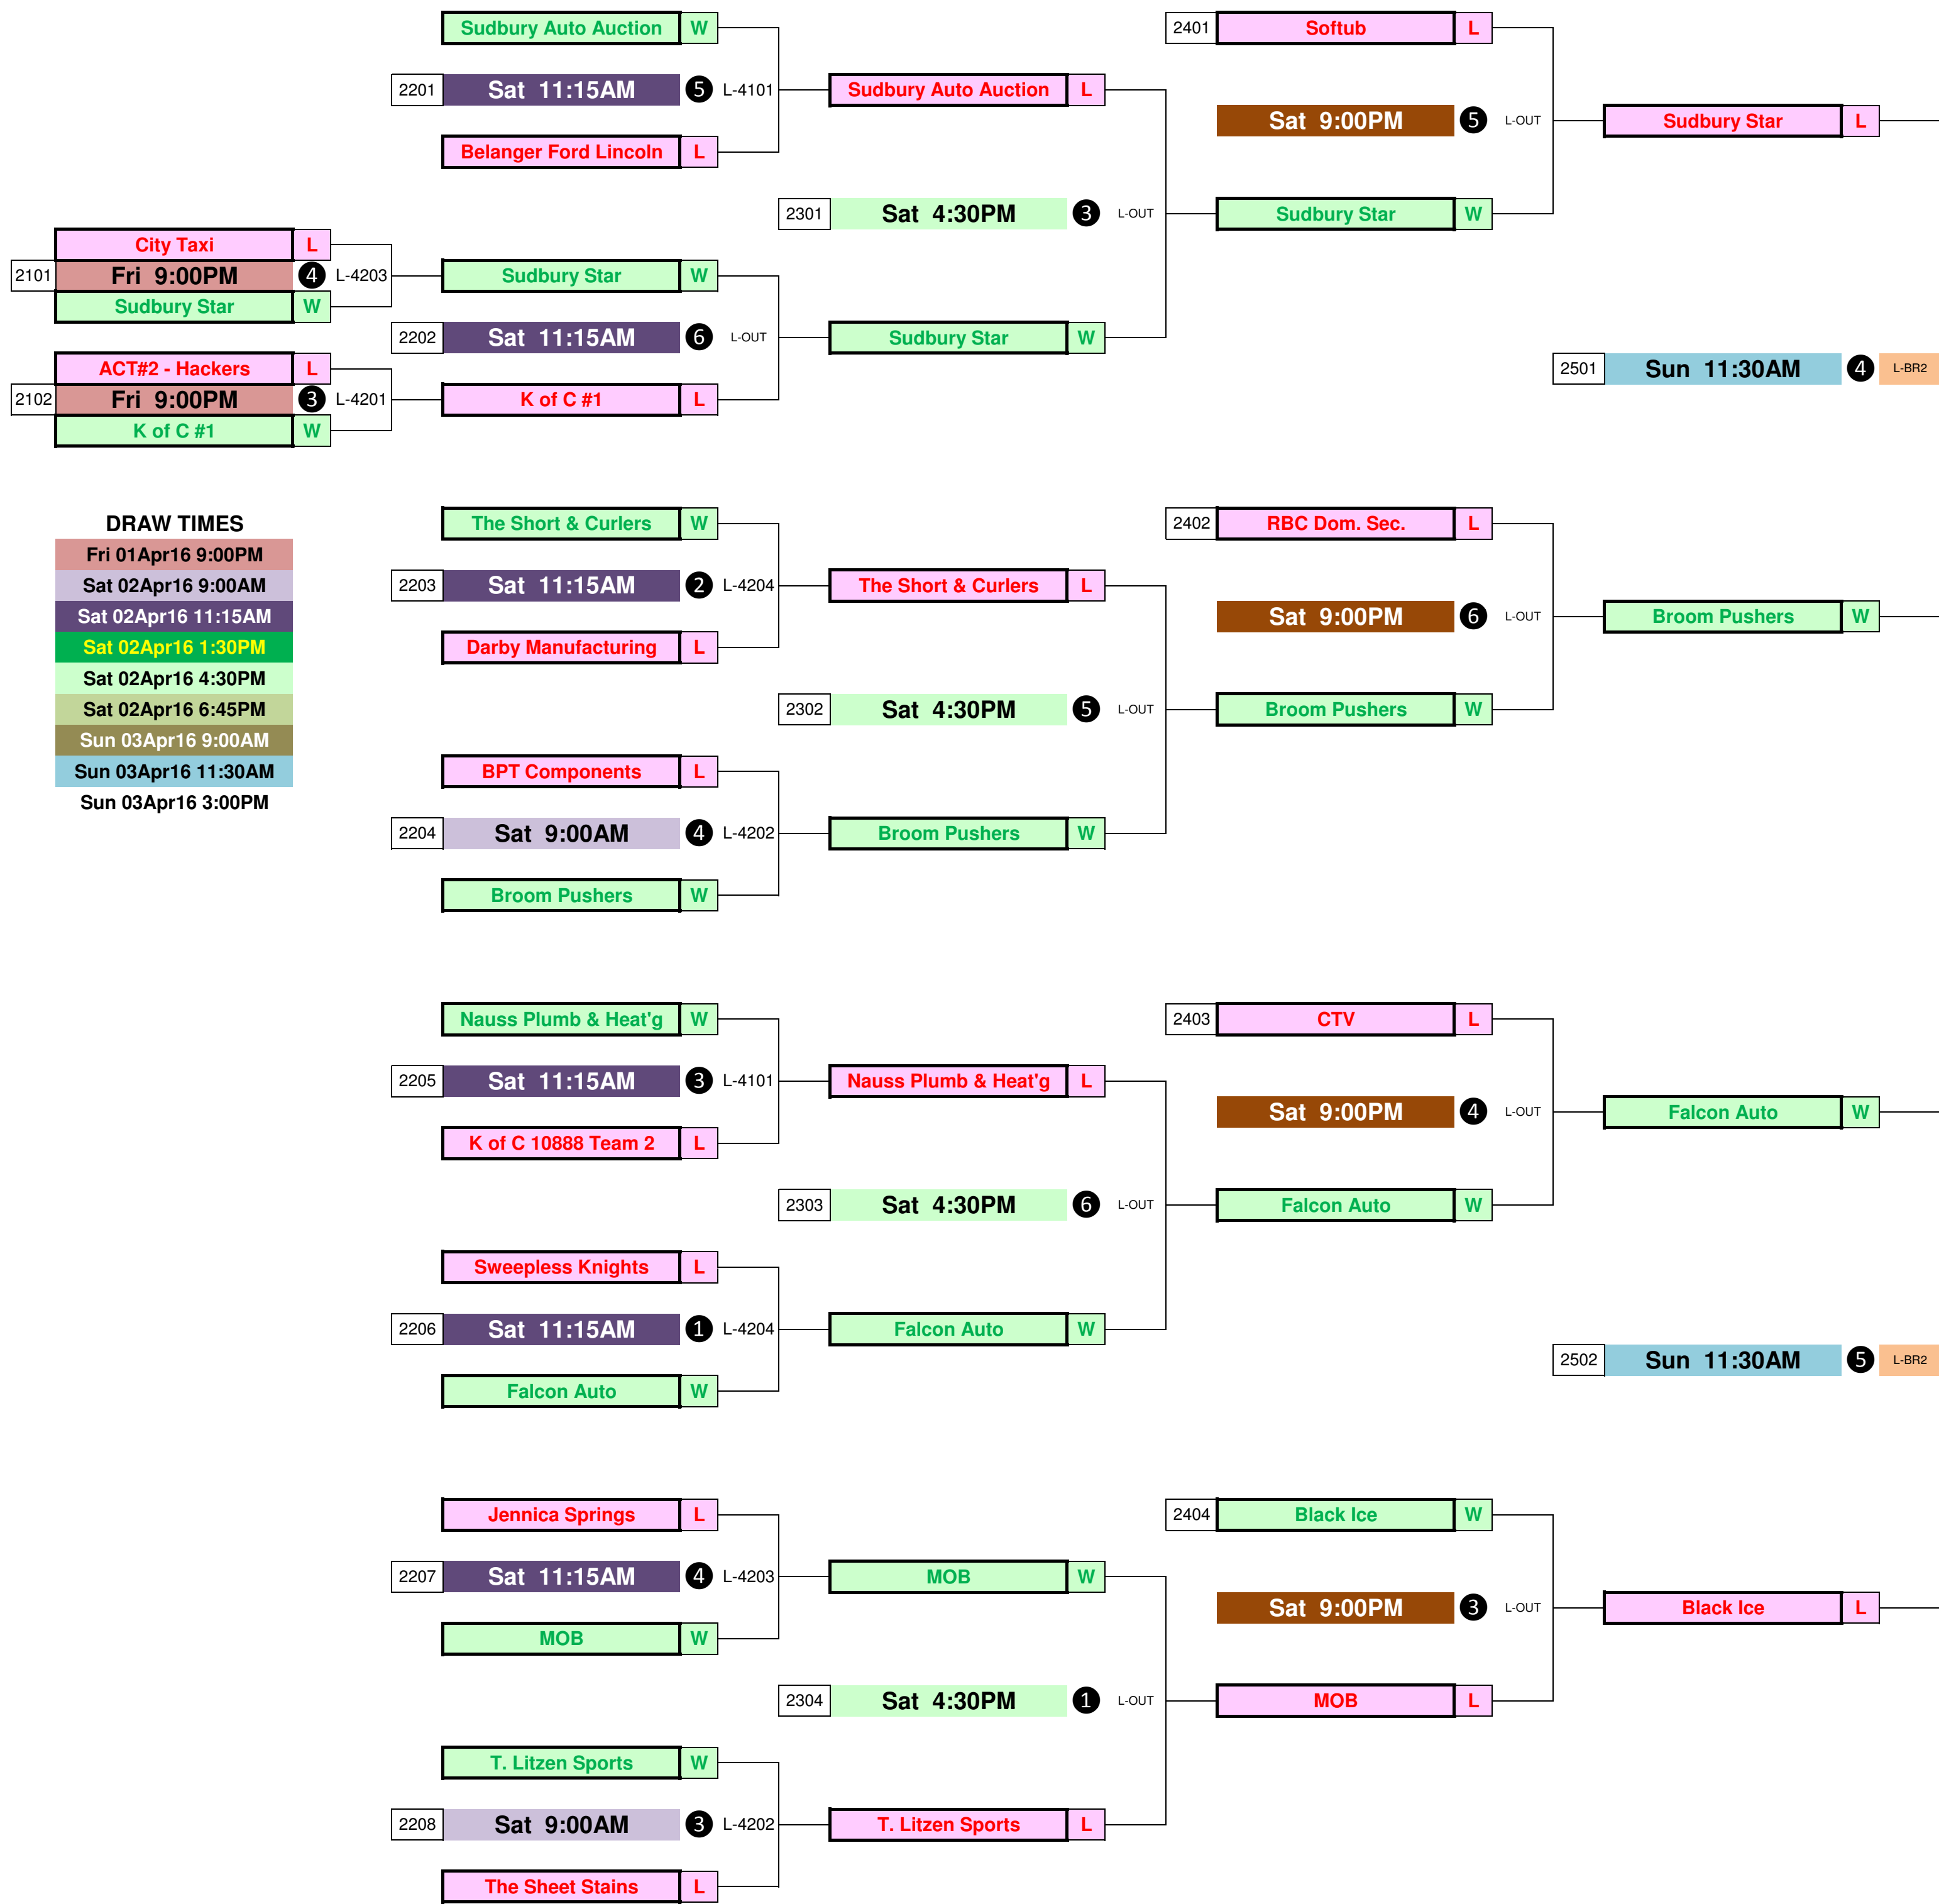 Sudbury Auto Auction W
2401 Softub L
2201 Sat 11:15AM 5 L-4101
Sudbury Auto Auction L
Sat 9:00PM 5 L-OUT
Sudbury Star L
Belanger Ford Lincoln L
2301 Sat 4:30PM 3 L-OUT
Sudbury Star W
City Taxi L
2101 Fri 9:00PM 4 L-4203
Sudbury Star W
Sudbury Star W
2202 Sat 11:15AM 6 L-OUT
Sudbury Star W
ACT#2 - Hackers L
2501 Sun 11:30AM 4 L-BR2
2102 Fri 9:00PM 3 L-4201
K of C #1 L
K of C #1 W
DRAW TIMES
Fri 01Apr16 9:00PM
Sat 02Apr16 9:00AM
Sat 02Apr16 11:15AM
Sat 02Apr16 1:30PM
Sat 02Apr16 4:30PM
Sat 02Apr16 6:45PM
Sun 03Apr16 9:00AM
Sun 03Apr16 11:30AM
Sun 03Apr16 3:00PM
The Short & Curlers W
2402 RBC Dom. Sec. L
2203 Sat 11:15AM 2 L-4204
The Short & Curlers L
Sat 9:00PM 6 L-OUT
Broom Pushers W
Darby Manufacturing L
2302 Sat 4:30PM 5 L-OUT
Broom Pushers W
BPT Components L
2204 Sat 9:00AM 4 L-4202
Broom Pushers W
Broom Pushers W
Nauss Plumb & Heat'g W
2403 CTV L
2205 Sat 11:15AM 3 L-4101
Nauss Plumb & Heat'g L
Sat 9:00PM 4 L-OUT
Falcon Auto W
K of C 10888 Team 2 L
2303 Sat 4:30PM 6 L-OUT
Falcon Auto W
Sweepless Knights L
2206 Sat 11:15AM 1 L-4204
Falcon Auto W
2502 Sun 11:30AM 5 L-BR2
Falcon Auto W
Jennica Springs L
2404 Black Ice W
2207 Sat 11:15AM 4 L-4203
MOB W
Sat 9:00PM 3 L-OUT
Black Ice L
MOB W
2304 Sat 4:30PM 1 L-OUT
MOB L
T. Litzen Sports W
2208 Sat 9:00AM 3 L-4202
T. Litzen Sports L
The Sheet Stains L